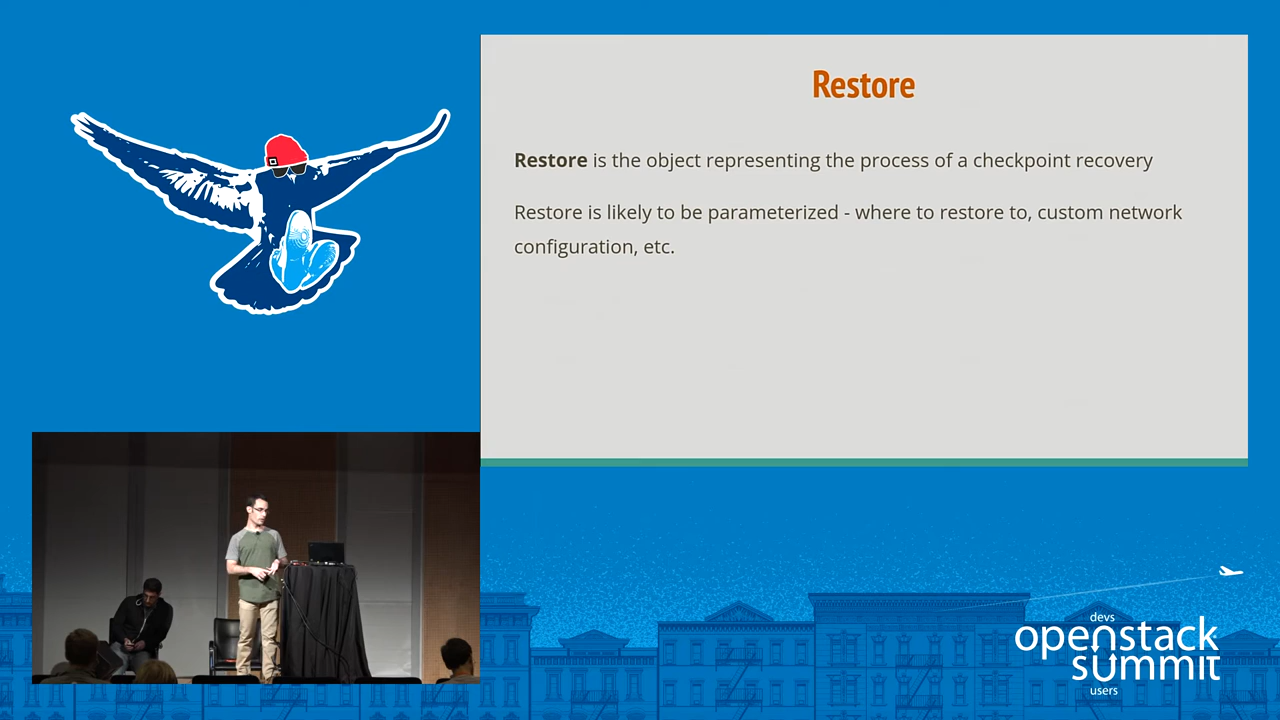 Restore
Restore is the object representing the process of a checkpoint recovery
Restore is likely to be parameterized - where to restore to, custom network
configuration, etc.
devs
openstack
summit
users